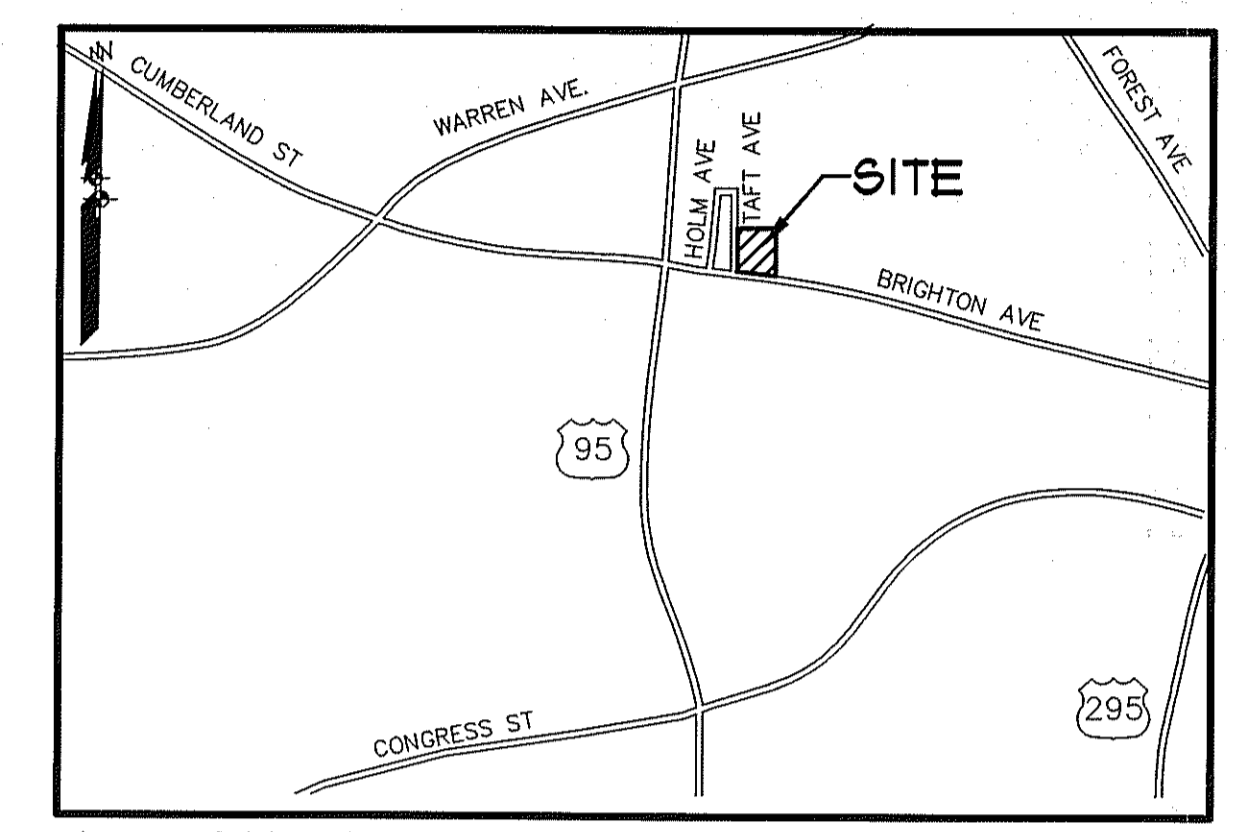 N
CUMBERLAND ST
WARREN AVE.
FOREST AVE
HOLM AVE
TAFT AVE
SITE
BRIGHTON AVE
95
CONGRESS ST
295